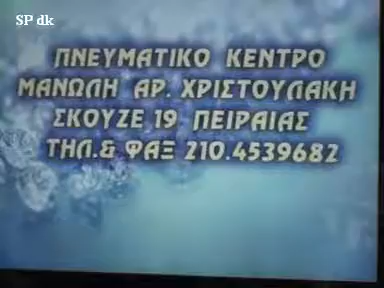 SP dk
ΠΝΕΥΜΑΤΙΚΟ ΚΕΝΤΡΟ
ΜΑΝΩΛΗ ΑΡ. ΧΡΙΣΤΟΥΛΑΚΗ
ΣΚΟΥΖΕ 19 ΠΕΙΡΑΙΑΣ
ΤΗΛ.& ΦΑΞ 210.4539682